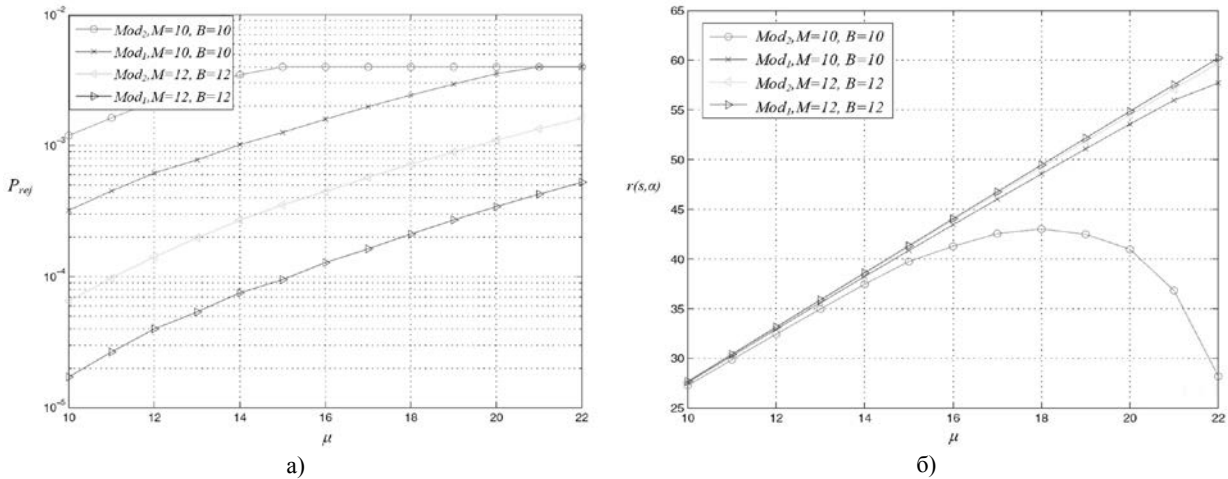 10⁻²
Mod₂, M=10, B=10
Mod₁, M=10, B=10
Mod₂, M=12, B=12
Mod₁, M=12, B=12
10⁻³
P_rej
10⁻⁴
10⁻⁵
10 12 14 16 18 20 22
μ
а)
65
Mod₂, M=10, B=10
Mod₁, M=10, B=10
Mod₂, M=12, B=12
Mod₁, M=12, B=12
60
55
50
r(s,α)
45
40
35
30
25
10 12 14 16 18 20 22
μ
б)